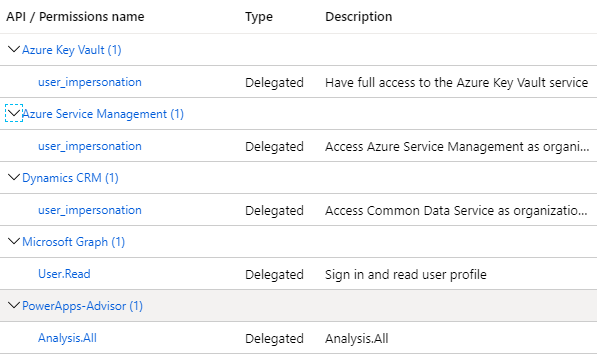 API / Permissions name Type Description
Azure Key Vault (1)
user_impersonation Delegated Have full access to the Azure Key Vault service
Azure Service Management (1)
user_impersonation Delegated Access Azure Service Management as organi...
Dynamics CRM (1)
user_impersonation Delegated Access Common Data Service as organizatio...
Microsoft Graph (1)
User.Read Delegated Sign in and read user profile
PowerApps-Advisor (1)
Analysis.All Delegated Analysis.All